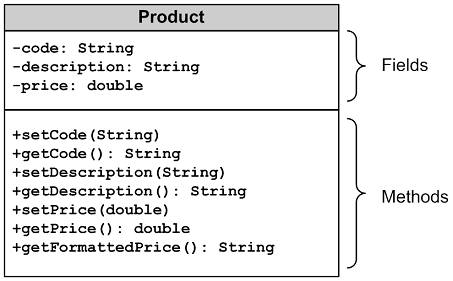 Product
-code: String
-description: String
-price: double
Fields
+setCode(String)
+getCode(): String
+setDescription(String)
+getDescription(): String
+setPrice(double)
+getPrice(): double
+getFormattedPrice(): String
Methods